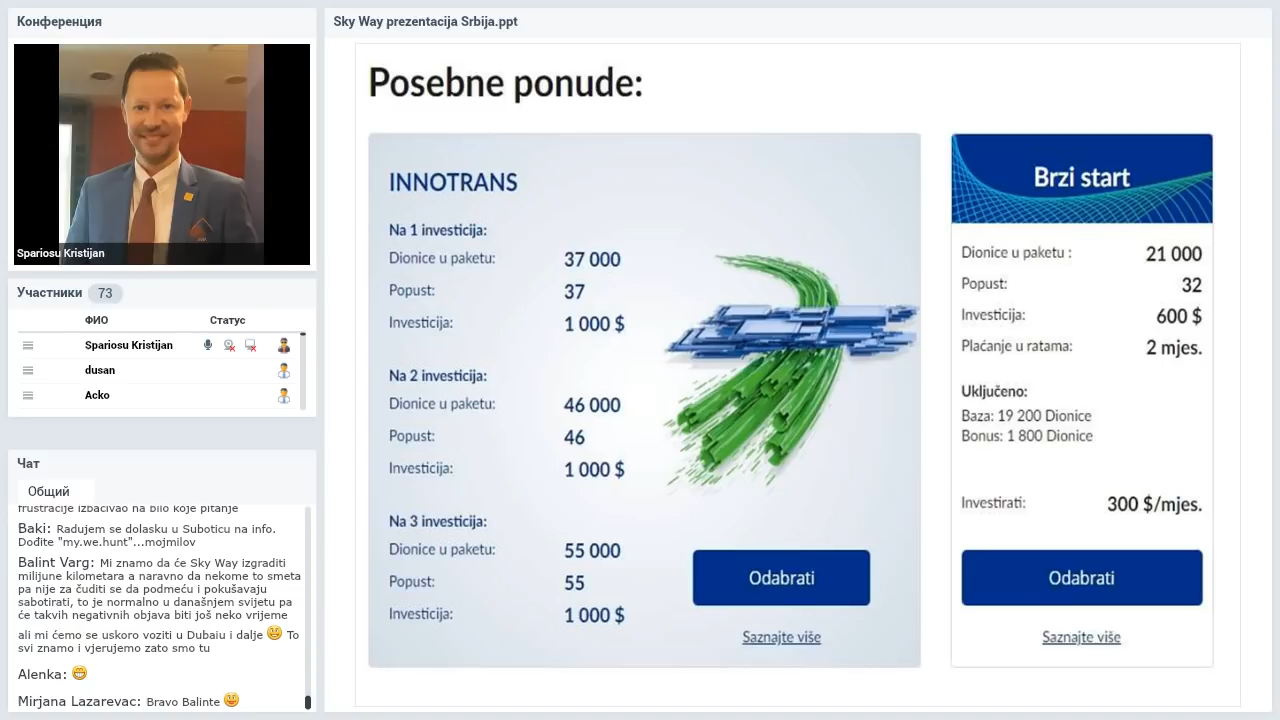 Конференция
Spariosu Kristijan
Участники 73
ФИО Статус
Spariosu Kristijan
dusan
Acko
Чат
Общий
frustracije izbacivao na bilo koje pitanje
Baki: Radujem se dolasku u Suboticu na info.
Dođite "my.we.hunt"...mojmilov
Balint Varg: Mi znamo da će Sky Way izgraditi
milijune kilometara a naravno da nekome to smeta
pa nije za čuditi se da podmeću i pokušavaju
sabotirati, to je normalno u današnjem svijetu pa
će takvih negativnih objava biti još neko vrijeme
ali mi ćemo se uskoro voziti u Dubaiu i dalje 😀 To
svi znamo i vjerujemo zato smo tu
Alenka: 😁
Mirjana Lazarevac: Bravo Balinte 😀
Sky Way prezentacija Srbija.ppt
Posebne ponude:
INNOTRANS
Na 1 investicija:
Dionice u paketu: 37 000
Popust: 37
Investicija: 1 000 $
Na 2 investicija:
Dionice u paketu: 46 000
Popust: 46
Investicija: 1 000 $
Na 3 investicija:
Dionice u paketu: 55 000
Popust: 55
Investicija: 1 000 $
Odabrati
Saznajte više
Brzi start
Dionice u paketu : 21 000
Popust: 32
Investicija: 600 $
Plaćanje u ratama: 2 mjes.
Uključeno:
Baza: 19 200 Dionice
Bonus: 1 800 Dionice
Investirati: 300 $/mjes.
Odabrati
Saznajte više